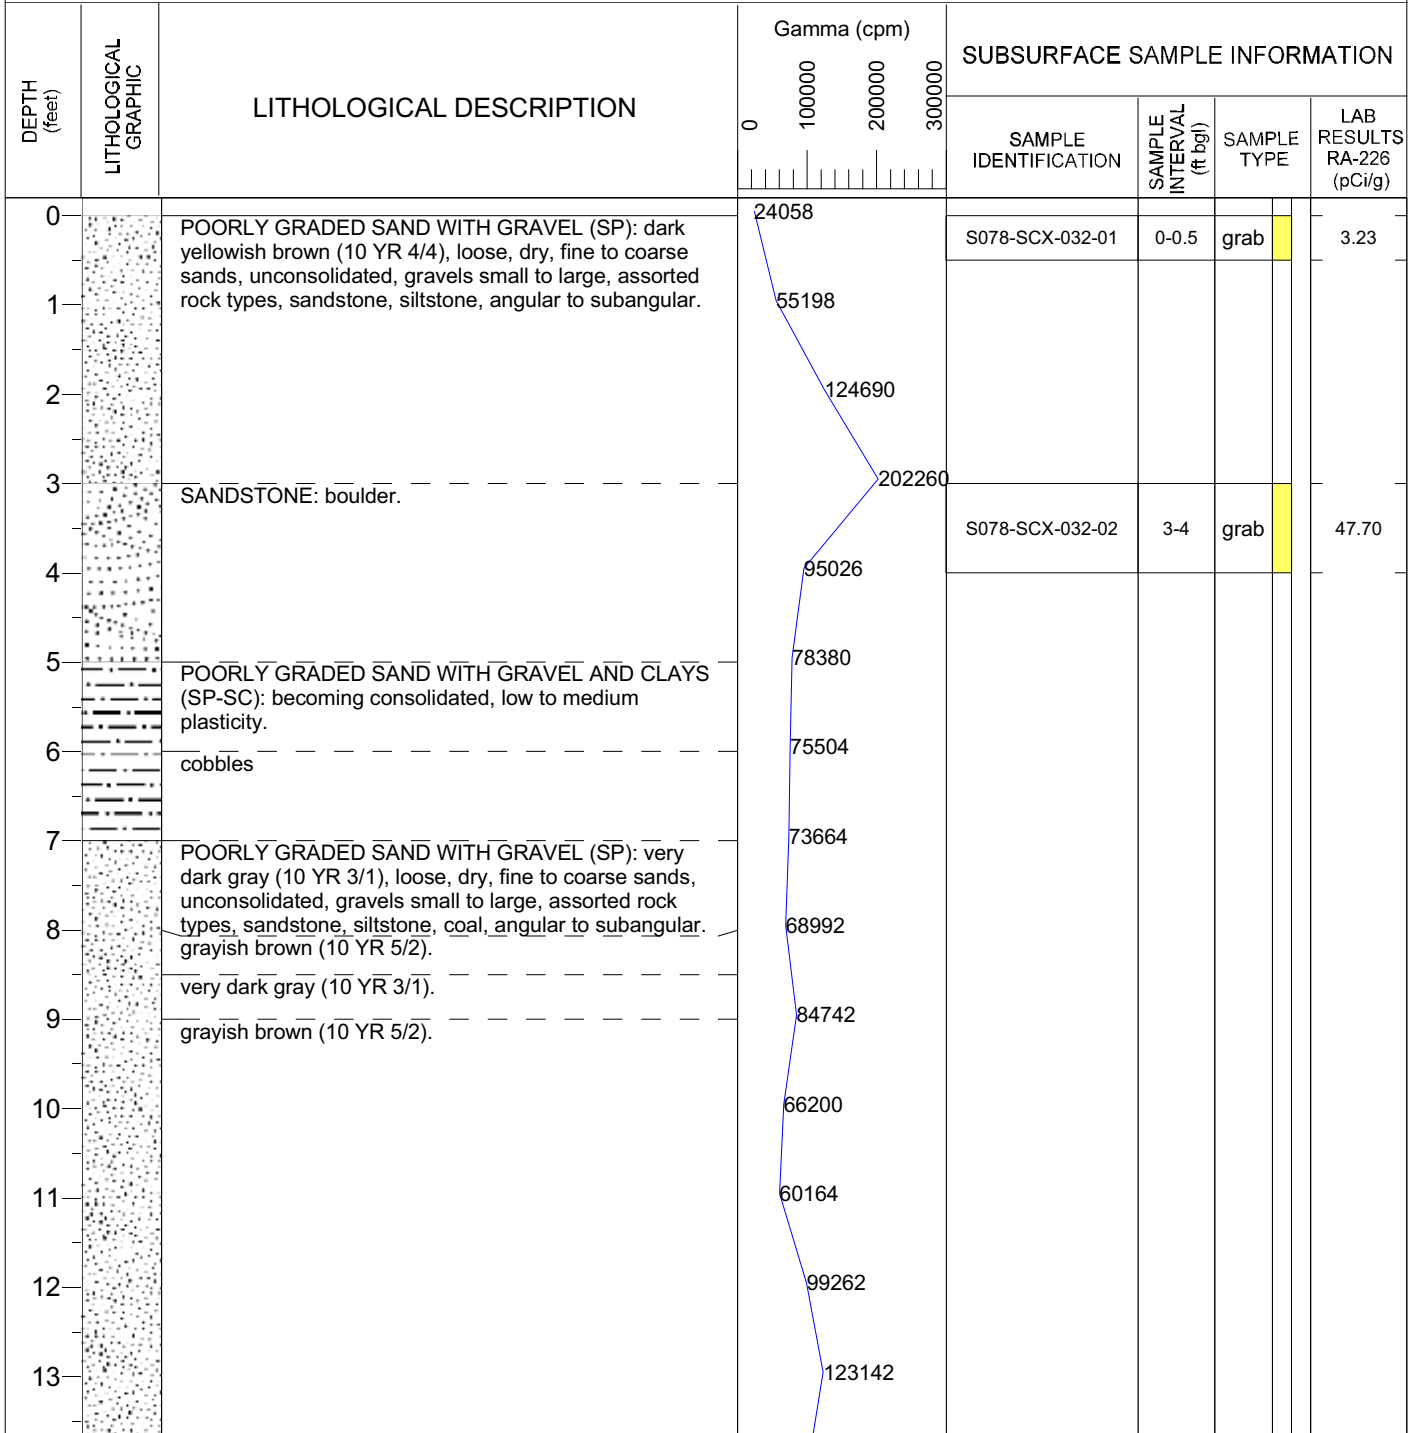 Gamma (cpm)
SUBSURFACE SAMPLE INFORMATION
DEPTH
(feet)
LITHOLOGICAL
GRAPHIC
LITHOLOGICAL DESCRIPTION
0
100000
200000
300000
SAMPLE
IDENTIFICATION
SAMPLE
INTERVAL
(ft bgl)
SAMPLE
TYPE
LAB
RESULTS
RA-226
(pCi/g)
0
POORLY GRADED SAND WITH GRAVEL (SP): dark
yellowish brown (10 YR 4/4), loose, dry, fine to coarse
sands, unconsolidated, gravels small to large, assorted
rock types, sandstone, siltstone, angular to subangular.
24058
S078-SCX-032-01 0-0.5 grab 3.23
1
55198
2
124690
3
SANDSTONE: boulder.
202260
S078-SCX-032-02 3-4 grab 47.70
4
95026
5
POORLY GRADED SAND WITH GRAVEL AND CLAYS
(SP-SC): becoming consolidated, low to medium
plasticity.
78380
6
cobbles
75504
7
POORLY GRADED SAND WITH GRAVEL (SP): very
dark gray (10 YR 3/1), loose, dry, fine to coarse sands,
unconsolidated, gravels small to large, assorted rock
types, sandstone, siltstone, coal, angular to subangular.
73664
8
grayish brown (10 YR 5/2).
68992
very dark gray (10 YR 3/1).
9
grayish brown (10 YR 5/2).
84742
10
66200
11
60164
12
99262
13
123142